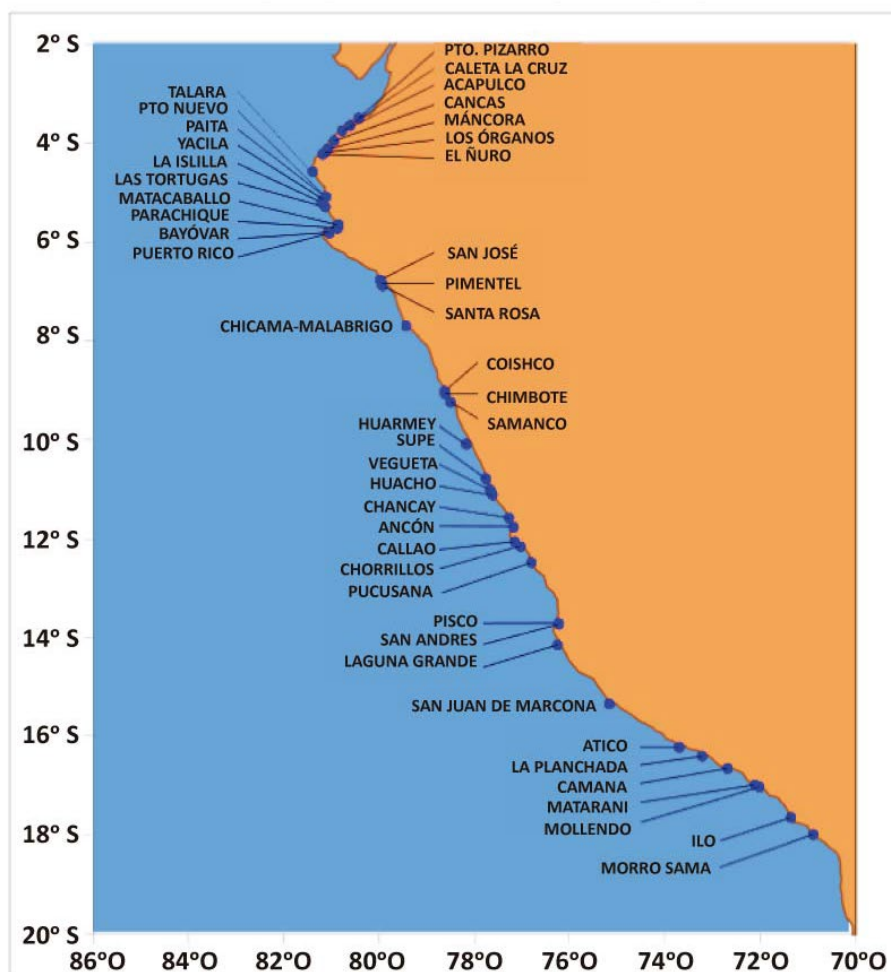 2° S
4° S
6° S
8° S
10° S
12° S
14° S
16° S
18° S
20° S
PTO. PIZARRO
CALETA LA CRUZ
ACAPULCO
CANCAS
MÁNCORA
LOS ÓRGANOS
EL ÑURO
TALARA
PTO NUEVO
PAITA
YACILA
LA ISLILLA
LAS TORTUGAS
MATACABALLO
PARACHIQUE
BAYÓVAR
PUERTO RICO
SAN JOSÉ
PIMENTEL
SANTA ROSA
CHICAMA-MALABRIGO
COISHCO
CHIMBOTE
SAMANCO
HUARMEY
SUPE
VEGUETA
HUACHO
CHANCAY
ANCÓN
CALLAO
CHORRILLOS
PUCUSANA
PISCO
SAN ANDRES
LAGUNA GRANDE
SAN JUAN DE MARCONA
ATICO
LA PLANCHADA
CAMANA
MATARANI
MOLLENDO
ILO
MORRO SAMA
86°O 84°O 82°O 80°O 78°O 76°O 74°O 72°O 70°O